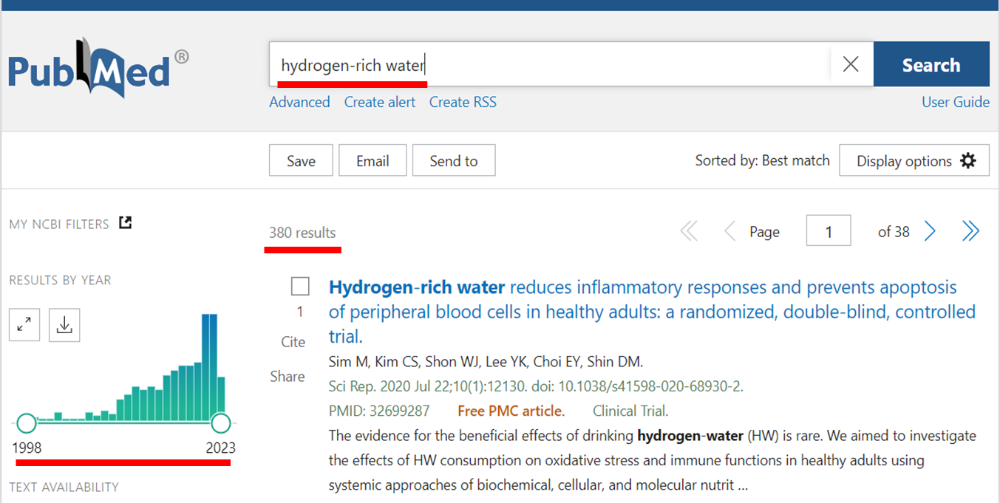 PubMed®
hydrogen-rich water
Search
Advanced Create alert Create RSS
User Guide
Save Email Send to
Sorted by: Best match
Display options
MY NCBI FILTERS
380 results
Page 1 of 38
RESULTS BY YEAR
1998 2023
TEXT AVAILABILITY
1
Cite
Share
Hydrogen-rich water reduces inflammatory responses and prevents apoptosis
of peripheral blood cells in healthy adults: a randomized, double-blind, controlled
trial.
Sim M, Kim CS, Shon WJ, Lee YK, Choi EY, Shin DM.
Sci Rep. 2020 Jul 22;10(1):12130. doi: 10.1038/s41598-020-68930-2.
PMID: 32699287 Free PMC article. Clinical Trial.
The evidence for the beneficial effects of drinking hydrogen-water (HW) is rare. We aimed to investigate
the effects of HW consumption on oxidative stress and immune functions in healthy adults using
systemic approaches of biochemical, cellular, and molecular nutrit ...